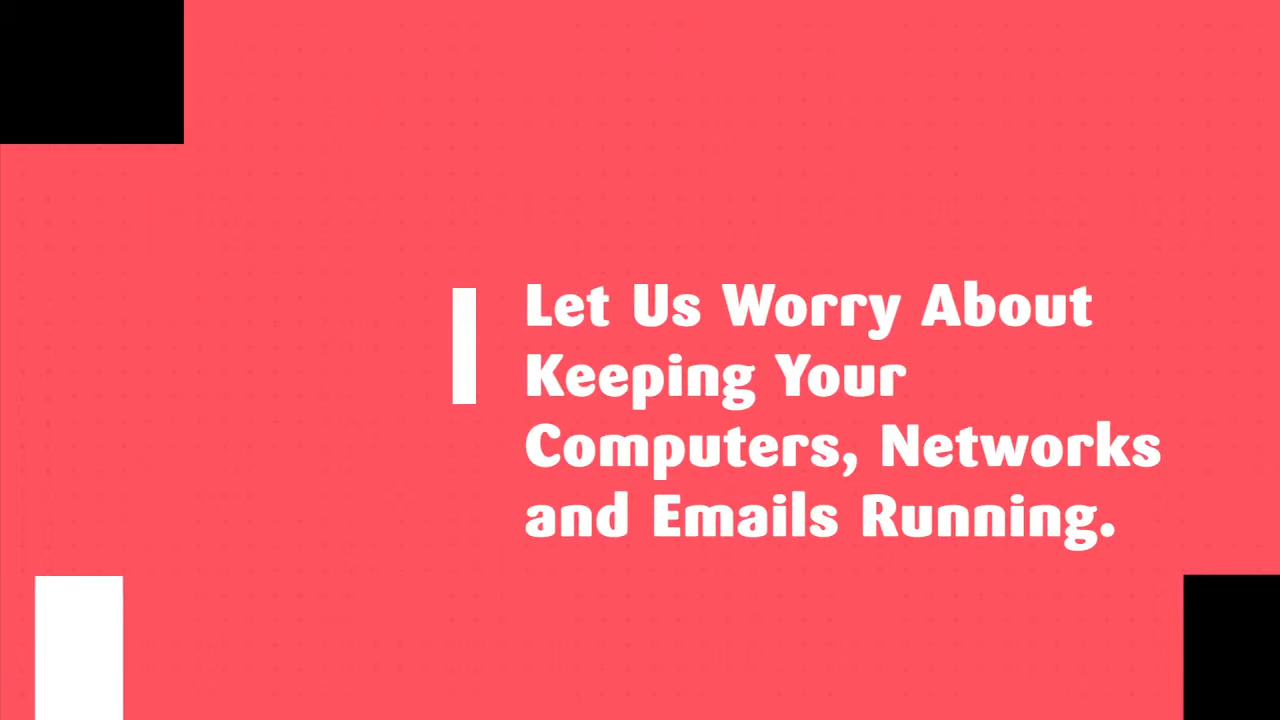 Let Us Worry About
Keeping Your
Computers, Networks
and Emails Running.